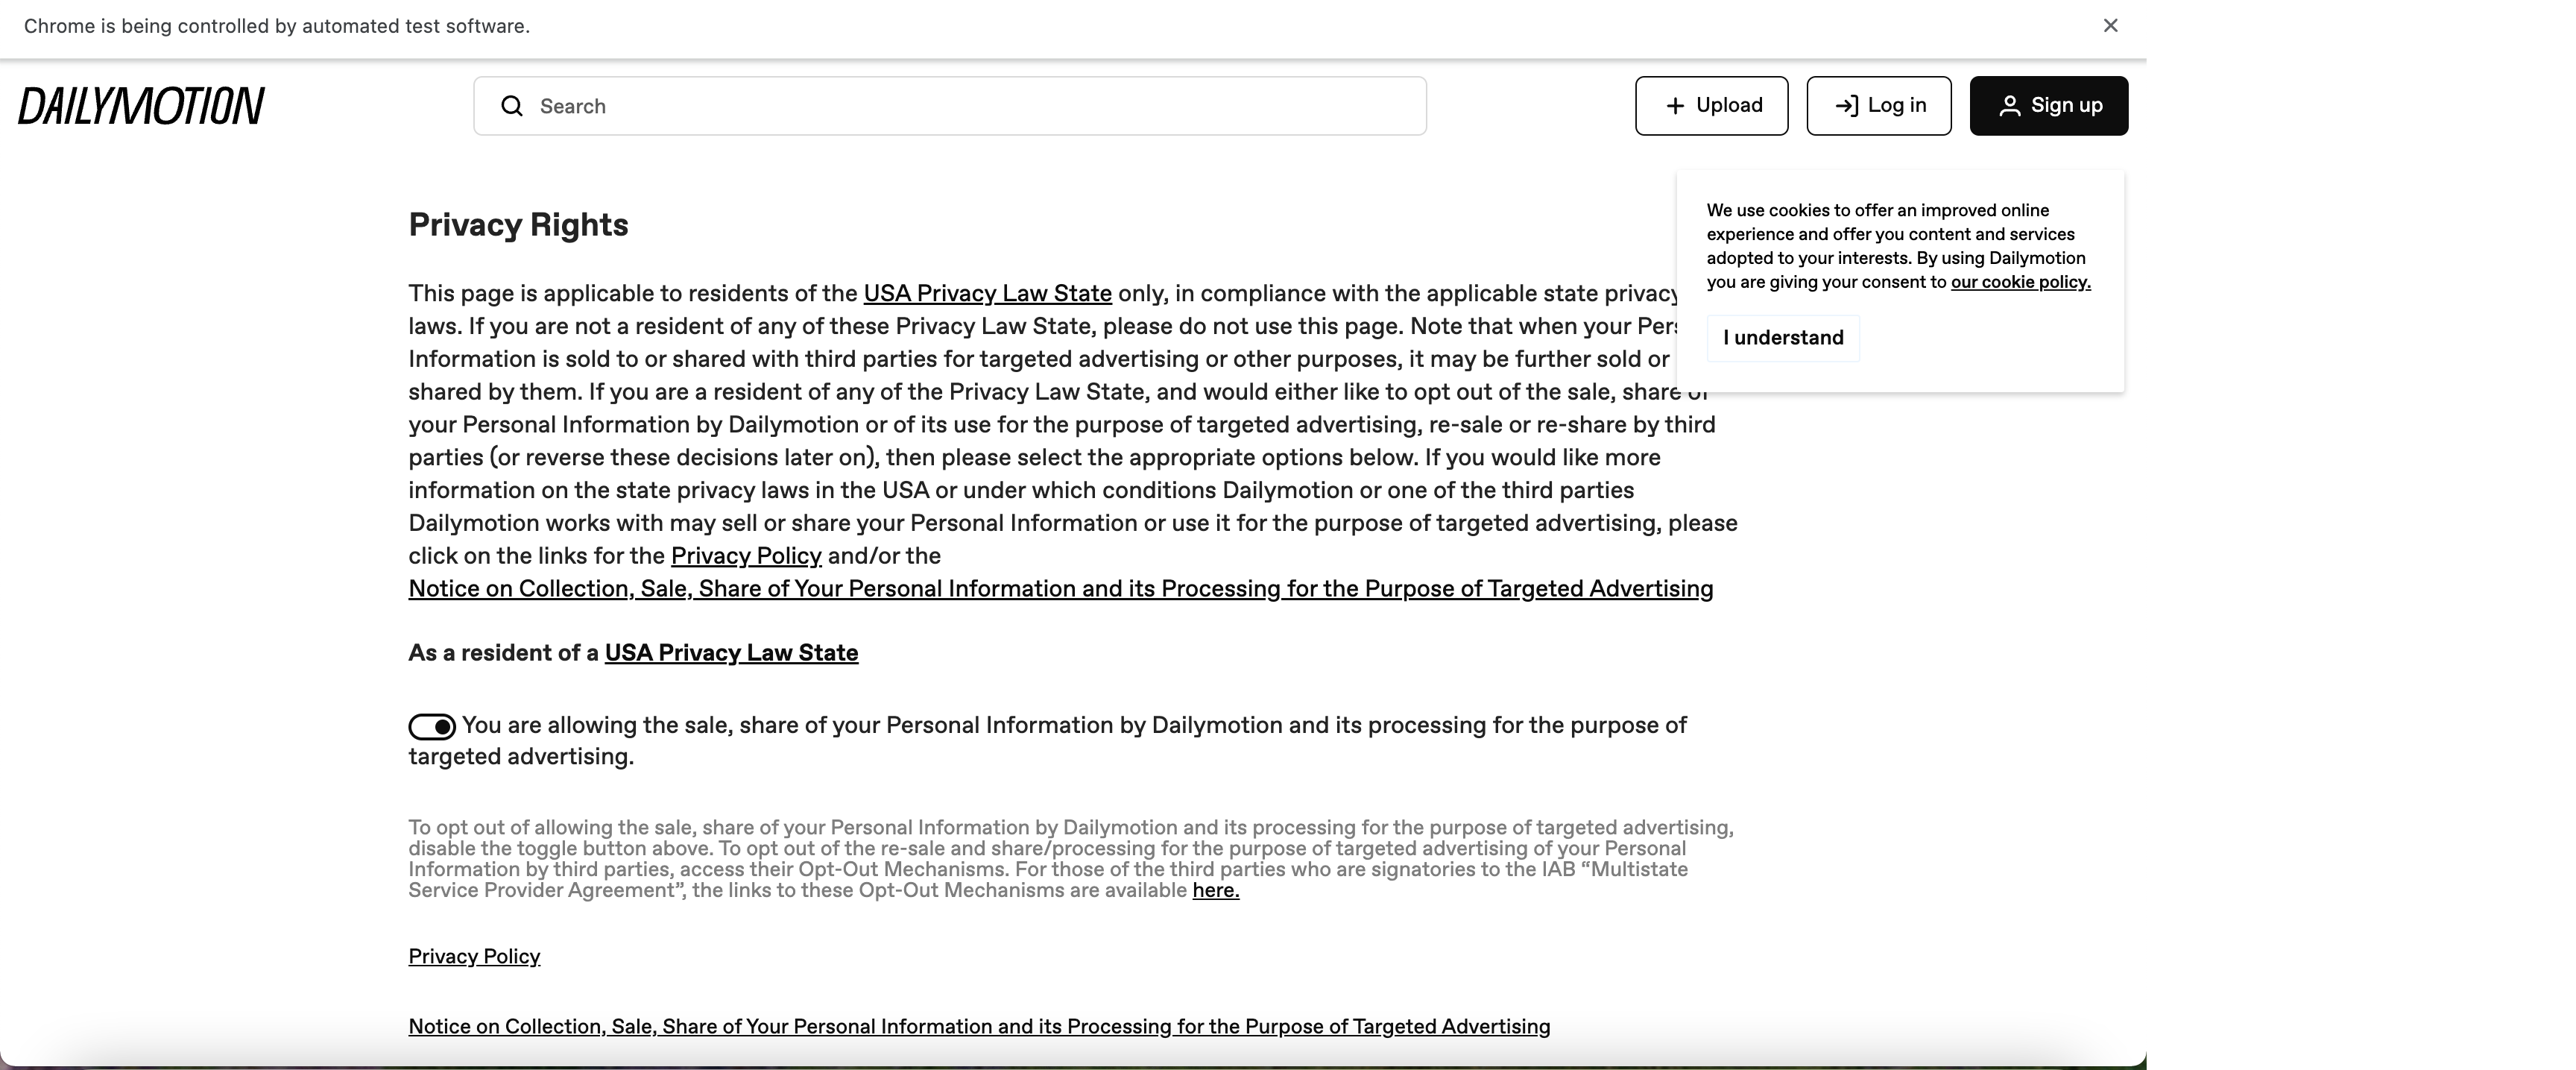 Chrome is being controlled by automated test software.
DAILYMOTION
Search
Upload
Log in
Sign up
We use cookies to offer an improved online
experience and offer you content and services
adopted to your interests. By using Dailymotion
you are giving your consent to our cookie policy.
I understand
Privacy Rights
This page is applicable to residents of the USA Privacy Law State only, in compliance with the applicable state privacy
laws. If you are not a resident of any of these Privacy Law State, please do not use this page. Note that when your
Information is sold to or shared with third parties for targeted advertising or other purposes, it may be further sold or
shared by them. If you are a resident of any of the Privacy Law State, and would either like to opt out of the sale, share of
your Personal Information by Dailymotion or of its use for the purpose of targeted advertising, re-sale or re-share by third
parties (or reverse these decisions later on), then please select the appropriate options below. If you would like more
information on the state privacy laws in the USA or under which conditions Dailymotion or one of the third parties
Dailymotion works with may sell or share your Personal Information or use it for the purpose of targeted advertising, please
click on the links for the Privacy Policy and/or the
Notice on Collection, Sale, Share of Your Personal Information and its Processing for the Purpose of Targeted Advertising
As a resident of a USA Privacy Law State
You are allowing the sale, share of your Personal Information by Dailymotion and its processing for the purpose of
targeted advertising.
To opt out of allowing the sale, share of your Personal Information by Dailymotion and its processing for the purpose of targeted advertising,
disable the toggle button above. To opt out of the re-sale and share/processing for the purpose of targeted advertising of your Personal
Information by third parties, access their Opt-Out Mechanisms. For those of the third parties who are signatories to the IAB “Multistate
Service Provider Agreement”, the links to these Opt-Out Mechanisms are available here.
Privacy Policy
Notice on Collection, Sale, Share of Your Personal Information and its Processing for the Purpose of Targeted Advertising